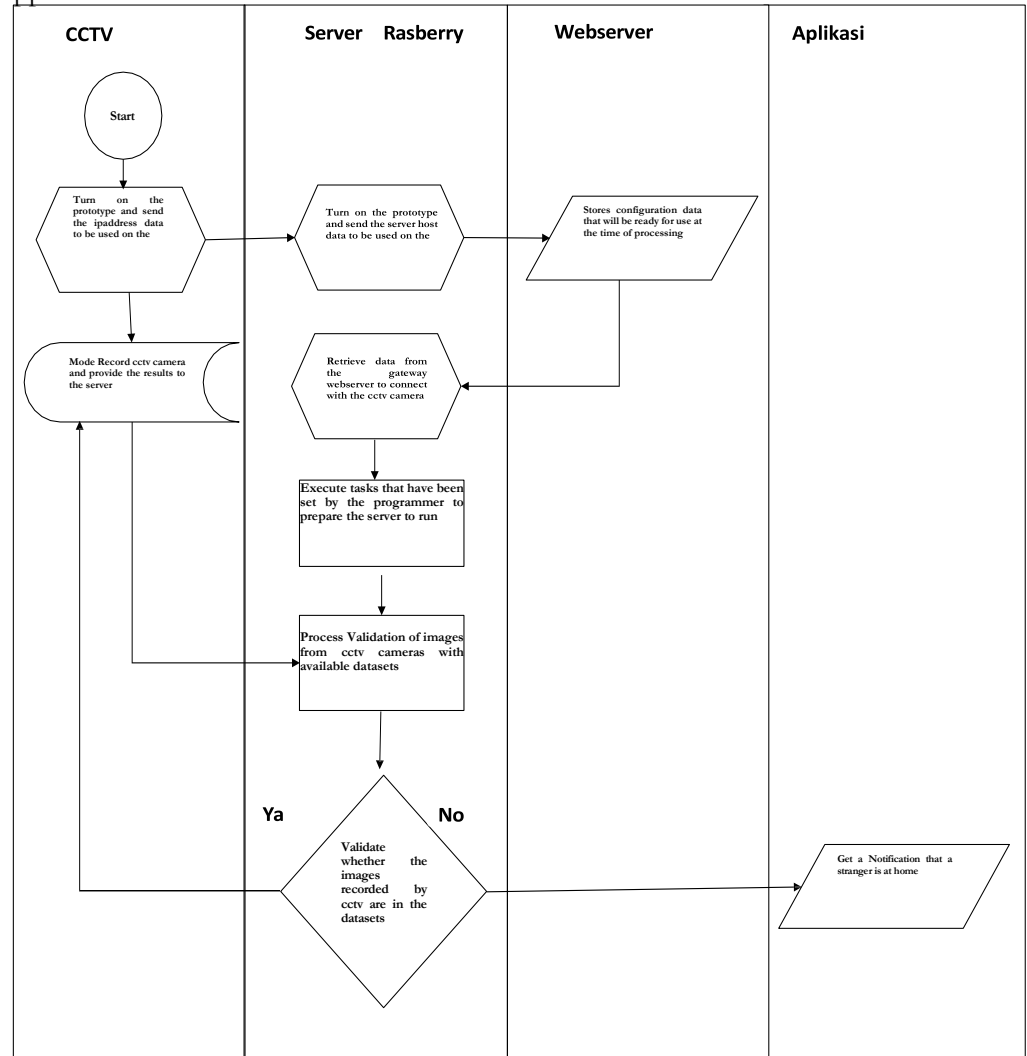 CCTV
Server Rasberry
Webserver
Aplikasi
Start
Turn on the
prototype and send
the ipaddress data
to be used on the
Turn on the prototype
and send the server host
data to be used on the
Stores configuration data
that will be ready for use at
the time of processing
Mode Record cctv camera
and provide the results to
the server
Retrieve data from
the gateway
webserver to connect
with the cctv camera
Execute tasks that have been
set by the programmer to
prepare the server to run
Process Validation of images
from cctv cameras with
available datasets
Ya
No
Validate
whether the
images
recorded by
cctv are in the
datasets
Get a Notification that a
stranger is at home